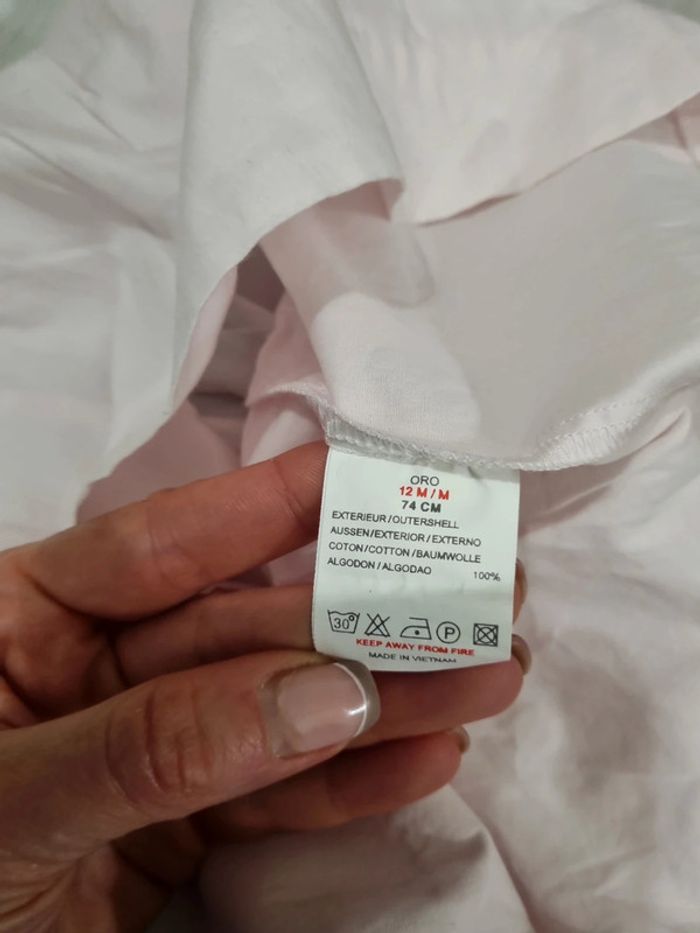 ORO
12 M / M
74 CM
EXTERIEUR/OUTERSHELL
AUSSEN/EXTERIOR/EXTERNO
COTON/COTTON/BAUMWOLLE
ALGODON/ALGODAO 100%
30° P
KEEP AWAY FROM FIRE
MADE IN VIETNAM